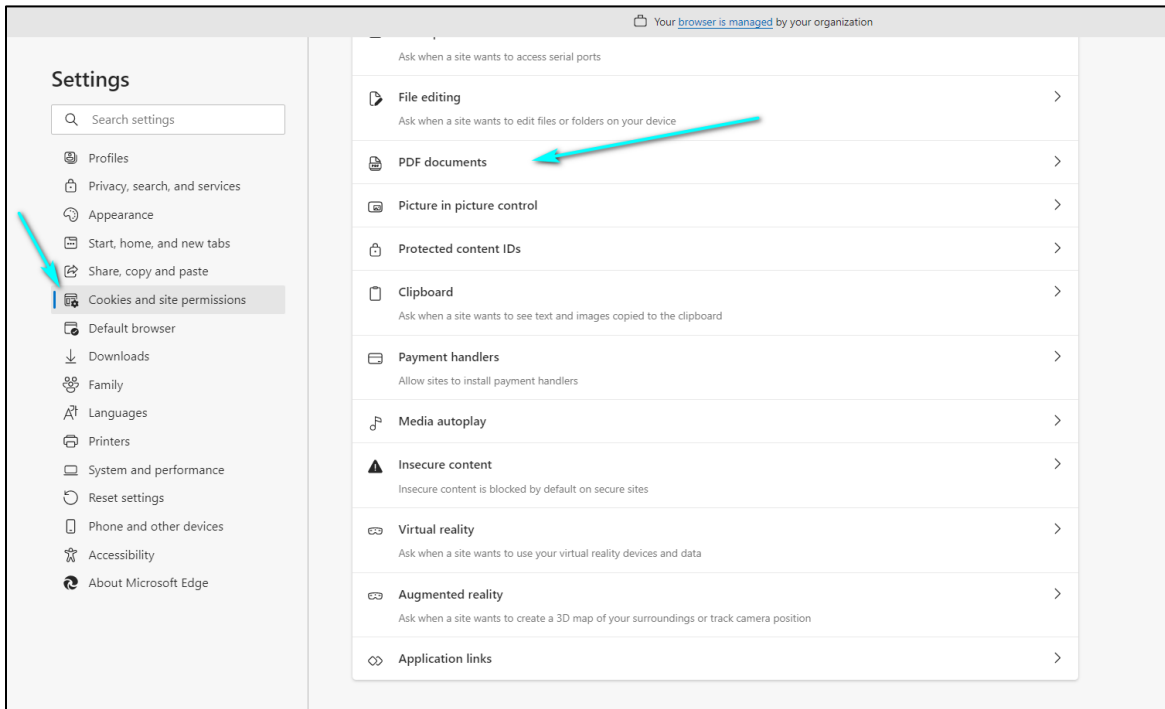 Your browser is managed by your organization
Settings
Search settings
Profiles
Privacy, search, and services
Appearance
Start, home, and new tabs
Share, copy and paste
Cookies and site permissions
Default browser
Downloads
Family
Languages
Printers
System and performance
Reset settings
Phone and other devices
Accessibility
About Microsoft Edge
Ask when a site wants to access serial ports
File editing
Ask when a site wants to edit files or folders on your device
PDF documents
Picture in picture control
Protected content IDs
Clipboard
Ask when a site wants to see text and images copied to the clipboard
Payment handlers
Allow sites to install payment handlers
Media autoplay
Insecure content
Insecure content is blocked by default on secure sites
Virtual reality
Ask when a site wants to use your virtual reality devices and data
Augmented reality
Ask when a site wants to create a 3D map of your surroundings or track camera position
Application links